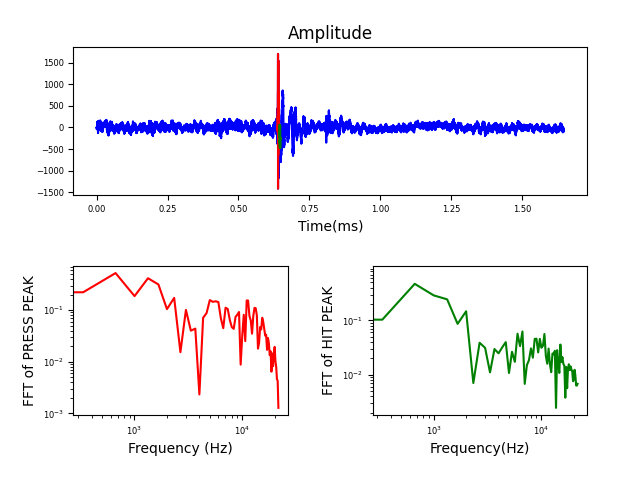 Amplitude
1500
1000
500
0
−500
−1000
−1500
0.00 0.25 0.50 0.75 1.00 1.25 1.50
Time(ms)
FFT of PRESS PEAK
10⁻¹
10⁻²
10⁻³
10³ 10⁴
Frequency (Hz)
FFT of HIT PEAK
10⁻¹
10⁻²
10³ 10⁴
Frequency(Hz)